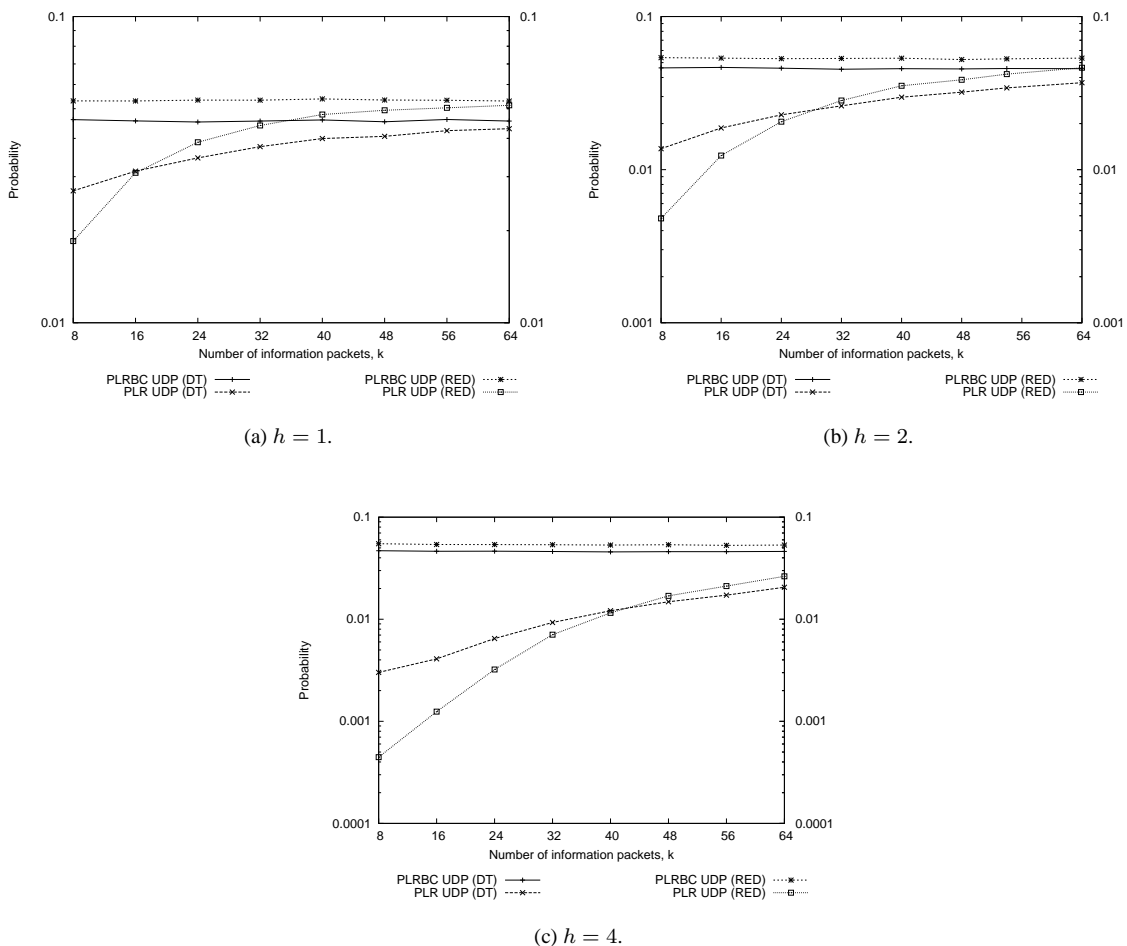 0.1
0.1
Probability
0.01
0.01
8 16 24 32 40 48 56 64
Number of information packets, k
PLRBC UDP (DT)
PLR UDP (DT)
PLRBC UDP (RED)
PLR UDP (RED)
(a) h = 1.
0.1
0.1
0.01
0.01
Probability
0.001
0.001
8 16 24 32 40 48 56 64
Number of information packets, k
PLRBC UDP (DT)
PLR UDP (DT)
PLRBC UDP (RED)
PLR UDP (RED)
(b) h = 2.
0.1
0.1
0.01
0.01
Probability
0.001
0.001
0.0001
0.0001
8 16 24 32 40 48 56 64
Number of information packets, k
PLRBC UDP (DT)
PLR UDP (DT)
PLRBC UDP (RED)
PLR UDP (RED)
(c) h = 4.